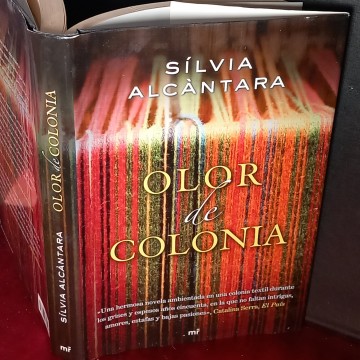 SÍLVIA
ALCÀNTARA
OLOR
de
COLONIA
«Una hermosa novela ambientada en una colonia textil durante
los grises y espesos años cincuenta, en la que no faltan intrigas,
amores, estafas y bajas pasiones», Catalina Serra, El País
mr
SÍLVIA ALCÀNTARA OLOR de COLONIA
mr